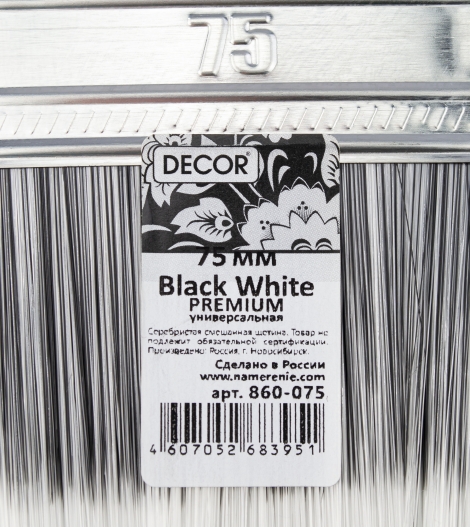 75
DECOR®
75 мм
Black White
PREMIUM
универсальная
Серебристая смешанная щетина. Товар не
подлежит обязательной сертификации.
Произведено: Россия, г. Новосибирск.
Сделано в России
www.namerenie.com
арт. 860-075
4 607052 683951